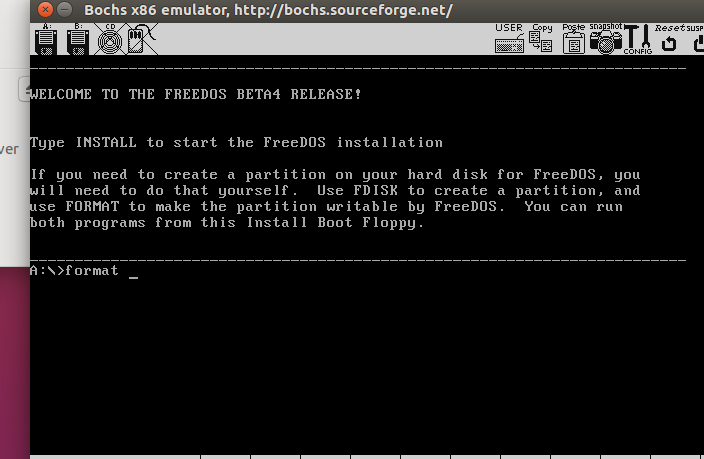 Bochs x86 emulator, http://bochs.sourceforge.net/
A: B: CD USER Copy Paste snapshot Reset
CONFIG
ver
WELCOME TO THE FREEDOS BETA4 RELEASE!
Type INSTALL to start the FreeDOS installation
If you need to create a partition on your hard disk for FreeDOS, you
will need to do that yourself.  Use FDISK to create a partition, and
use FORMAT to make the partition writable by FreeDOS.  You can run
both programs from this Install Boot Floppy.
A:\>format _